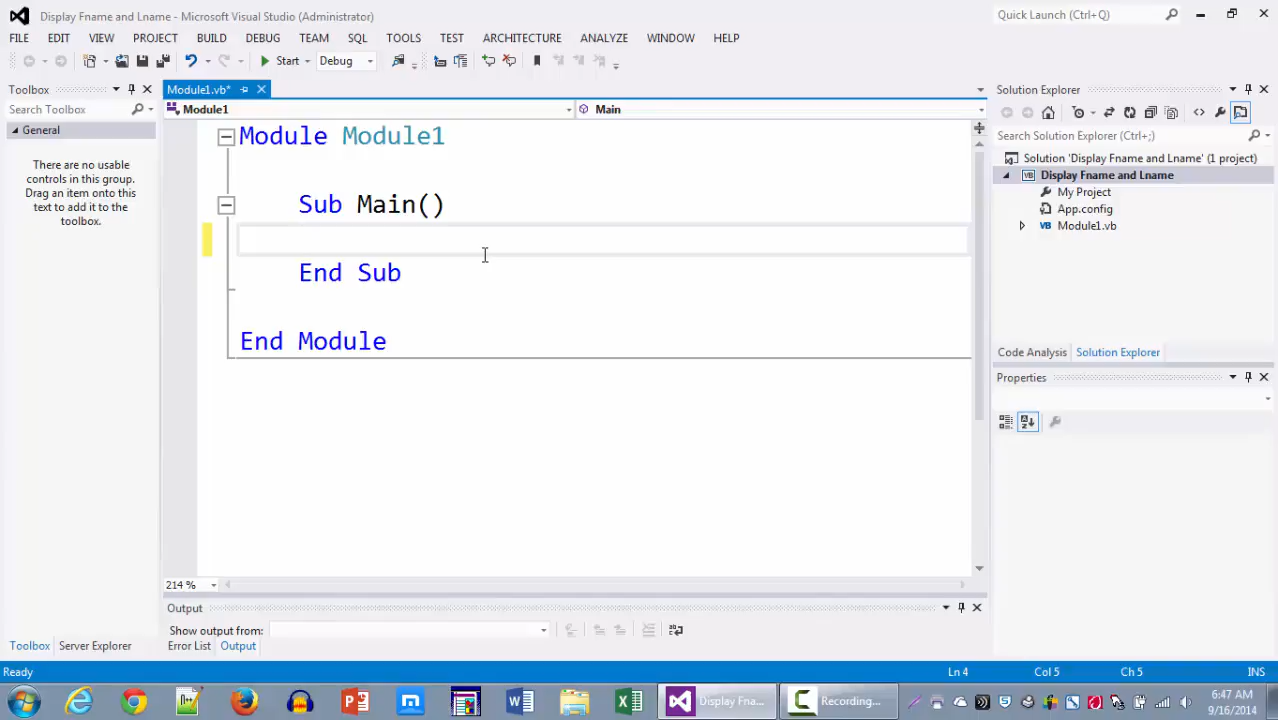 Display Fname and Lname - Microsoft Visual Studio (Administrator)
Quick Launch (Ctrl+Q)
FILE EDIT VIEW PROJECT BUILD DEBUG TEAM SQL TOOLS TEST ARCHITECTURE ANALYZE WINDOW HELP
Start Debug
Toolbox
Search Toolbox
General
There are no usable
controls in this group.
Drag an item onto this
text to add it to the
toolbox.
Module1.vb*
Module1 Main
Module Module1
Sub Main()
End Sub
End Module
214 %
Output
Show output from:
Toolbox Server Explorer
Error List Output
Solution Explorer
Search Solution Explorer (Ctrl+;)
Solution 'Display Fname and Lname' (1 project)
VB Display Fname and Lname
My Project
App.config
VB Module1.vb
Code Analysis Solution Explorer
Properties
Ready Ln 4 Col 5 Ch 5 INS
Display Fna...
Recording...
6:47 AM
9/16/2014